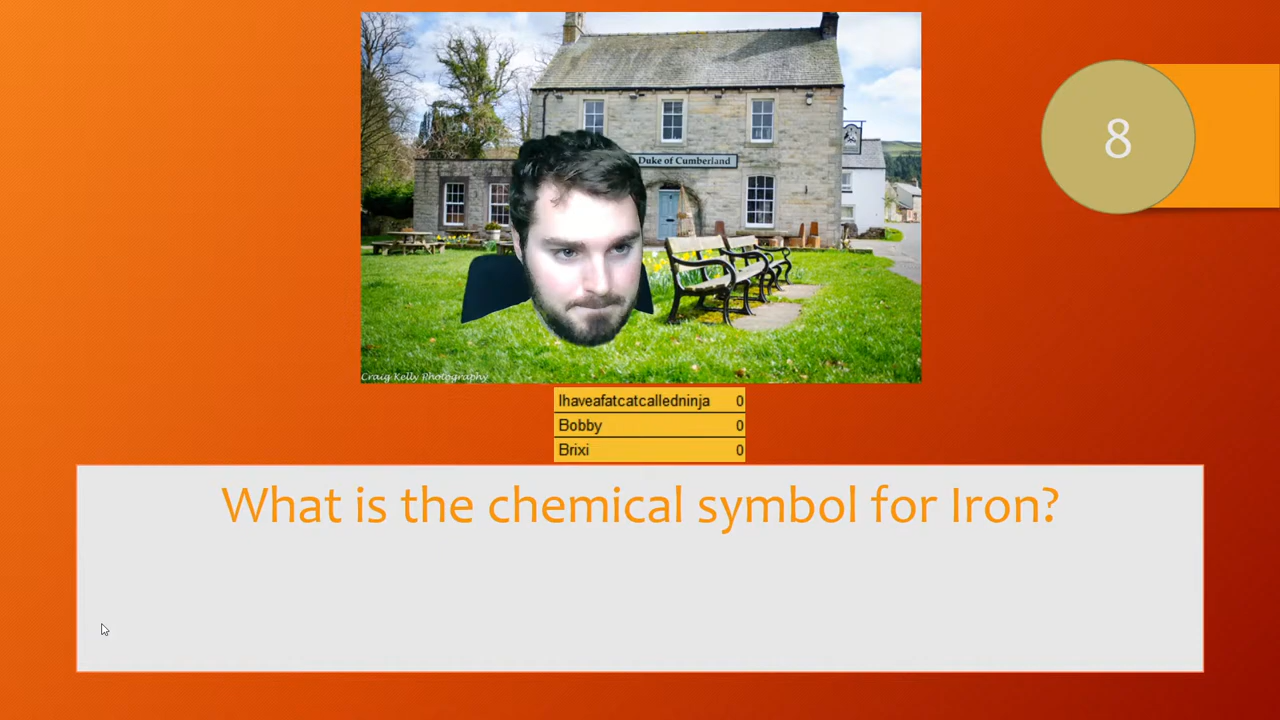 Duke of Cumberland
8
Craig Kelly Photography
Ihaveafatcatcalledninja 0
Bobby 0
Brixi 0
What is the chemical symbol for Iron?